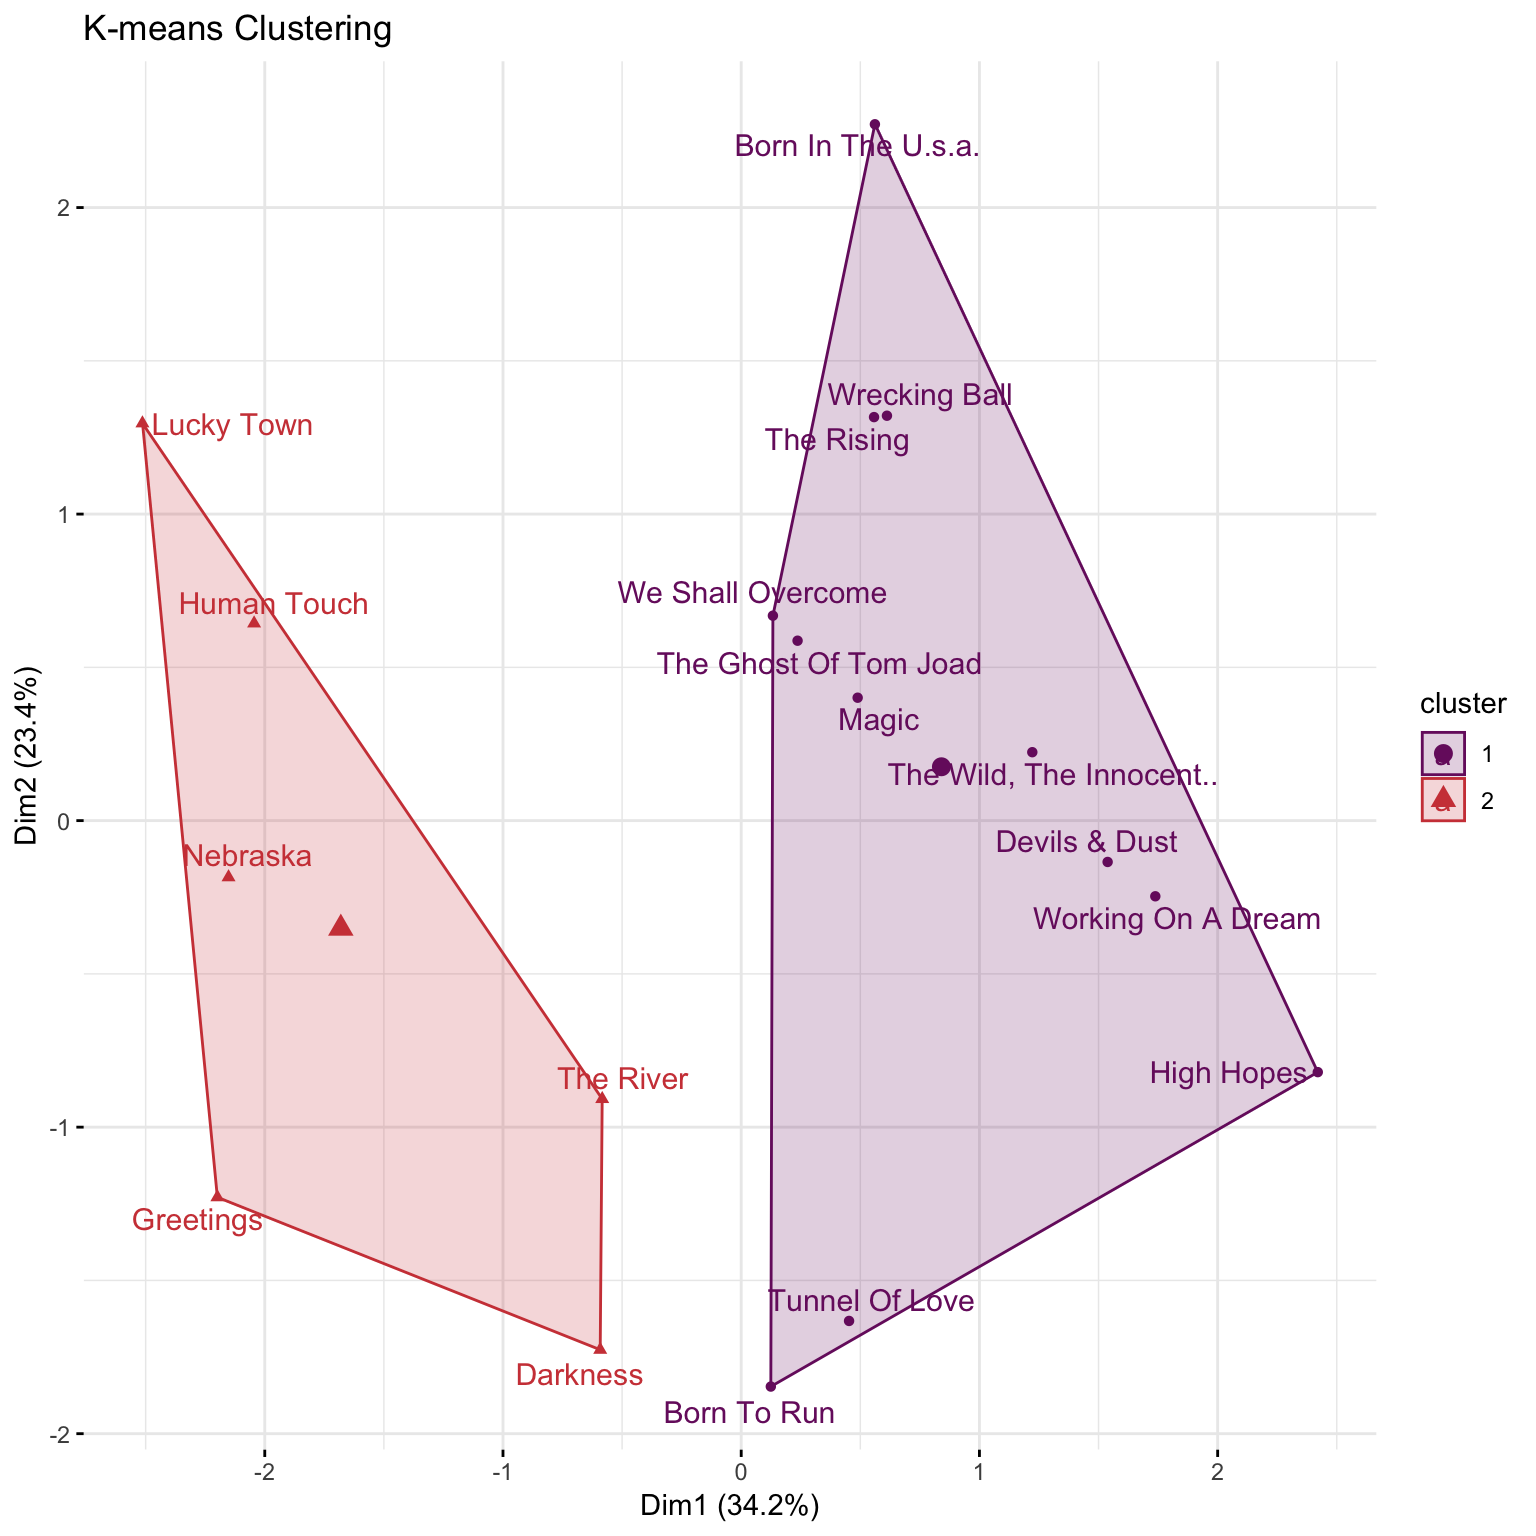 K-means Clustering
Born In The U.s.a.
Wrecking Ball
The Rising
Lucky Town
We Shall Overcome
Human Touch
The Ghost Of Tom Joad
Magic
The Wild, The Innocent..
Devils & Dust
Nebraska
Working On A Dream
High Hopes
The River
Greetings
Tunnel Of Love
Darkness
Born To Run
2
1
0
-1
-2
-2
-1
0
1
2
Dim1 (34.2%)
Dim2 (23.4%)
cluster
a 1
a 2